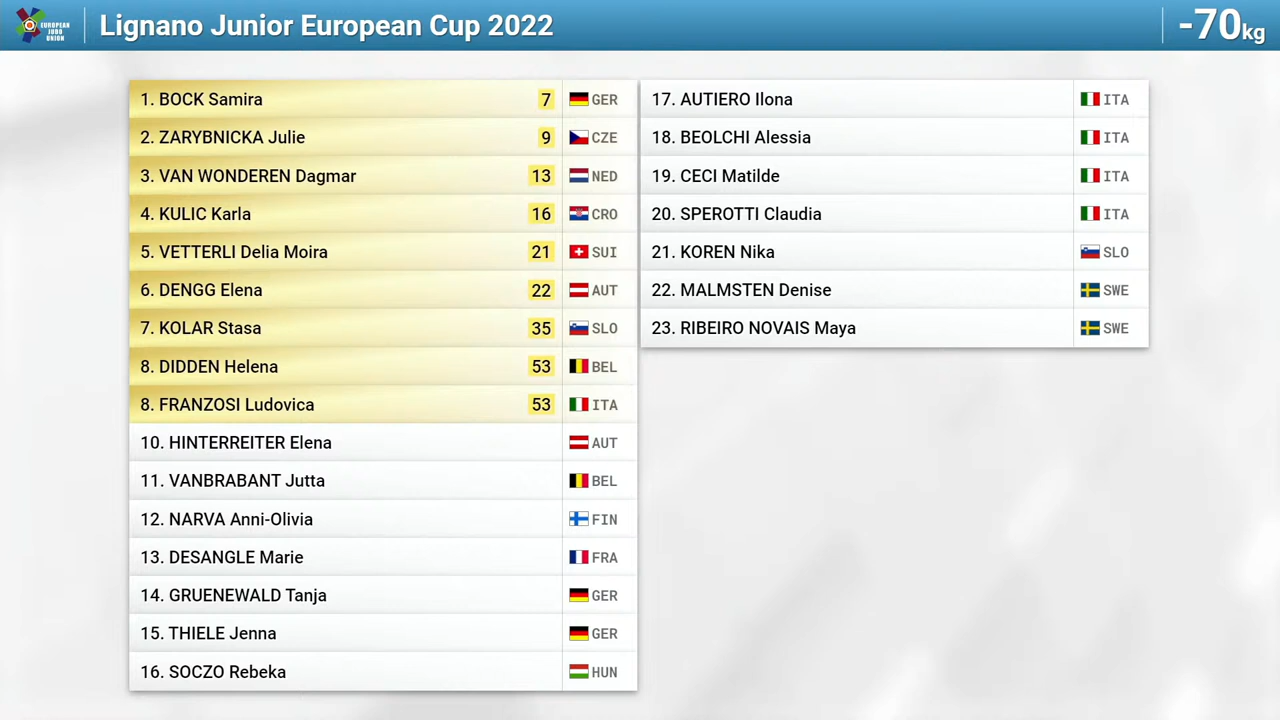 EUROPEAN
JUDO
UNION
Lignano Junior European Cup 2022
-70kg
1. BOCK Samira 7 GER
2. ZARYBNICKA Julie 9 CZE
3. VAN WONDEREN Dagmar 13 NED
4. KULIC Karla 16 CRO
5. VETTERLI Delia Moira 21 SUI
6. DENGG Elena 22 AUT
7. KOLAR Stasa 35 SLO
8. DIDDEN Helena 53 BEL
8. FRANZOSI Ludovica 53 ITA
10. HINTERREITER Elena AUT
11. VANBRABANT Jutta BEL
12. NARVA Anni-Olivia FIN
13. DESANGLE Marie FRA
14. GRUENEWALD Tanja GER
15. THIELE Jenna GER
16. SOCZO Rebeka HUN
17. AUTIERO Ilona ITA
18. BEOLCHI Alessia ITA
19. CECI Matilde ITA
20. SPEROTTI Claudia ITA
21. KOREN Nika SLO
22. MALMSTEN Denise SWE
23. RIBEIRO NOVAIS Maya SWE